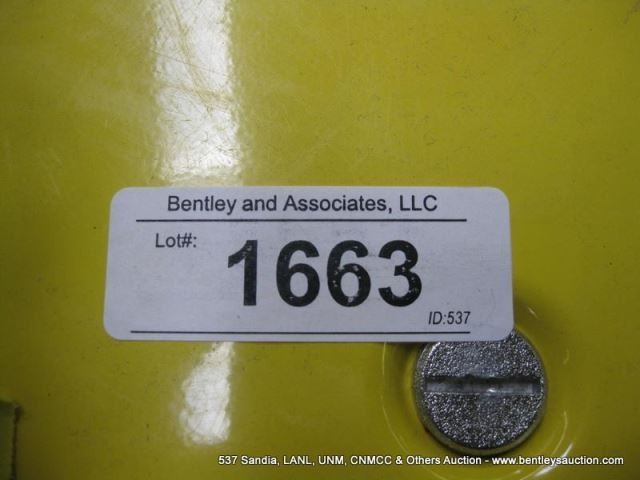 Bentley and Associates, LLC
Lot#:
1663
ID:537
537 Sandia, LANL, UNM, CNMCC & Others Auction - www.bentleysauction.com